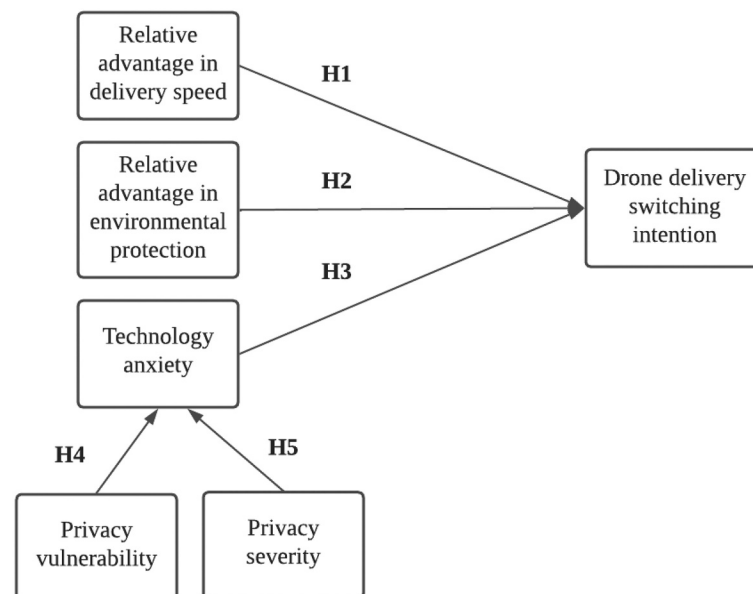 Relative
advantage in
delivery speed
H1
Relative
advantage in
environmental
protection
H2
Drone delivery
switching
intention
H3
Technology
anxiety
H4
H5
Privacy
vulnerability
Privacy
severity